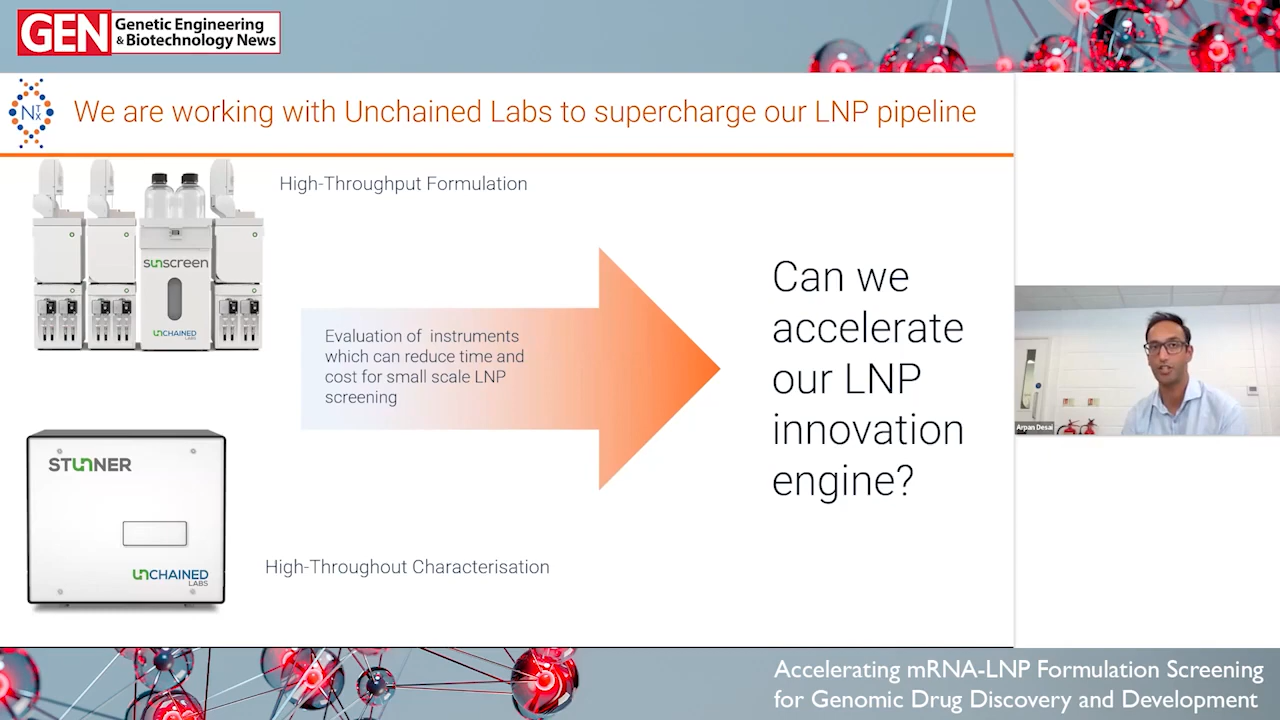 GEN
Genetic Engineering
& Biotechnology News
NTx
We are working with Unchained Labs to supercharge our LNP pipeline
High-Throughput Formulation
sunscreen
UNCHAINED
LABS
Evaluation of instruments
which can reduce time and
cost for small scale LNP
screening
Can we
accelerate
our LNP
innovation
engine?
Arpan Desai
STUNNER
UNCHAINED
LABS
High-Throughout Characterisation
Accelerating mRNA-LNP Formulation Screening
for Genomic Drug Discovery and Development